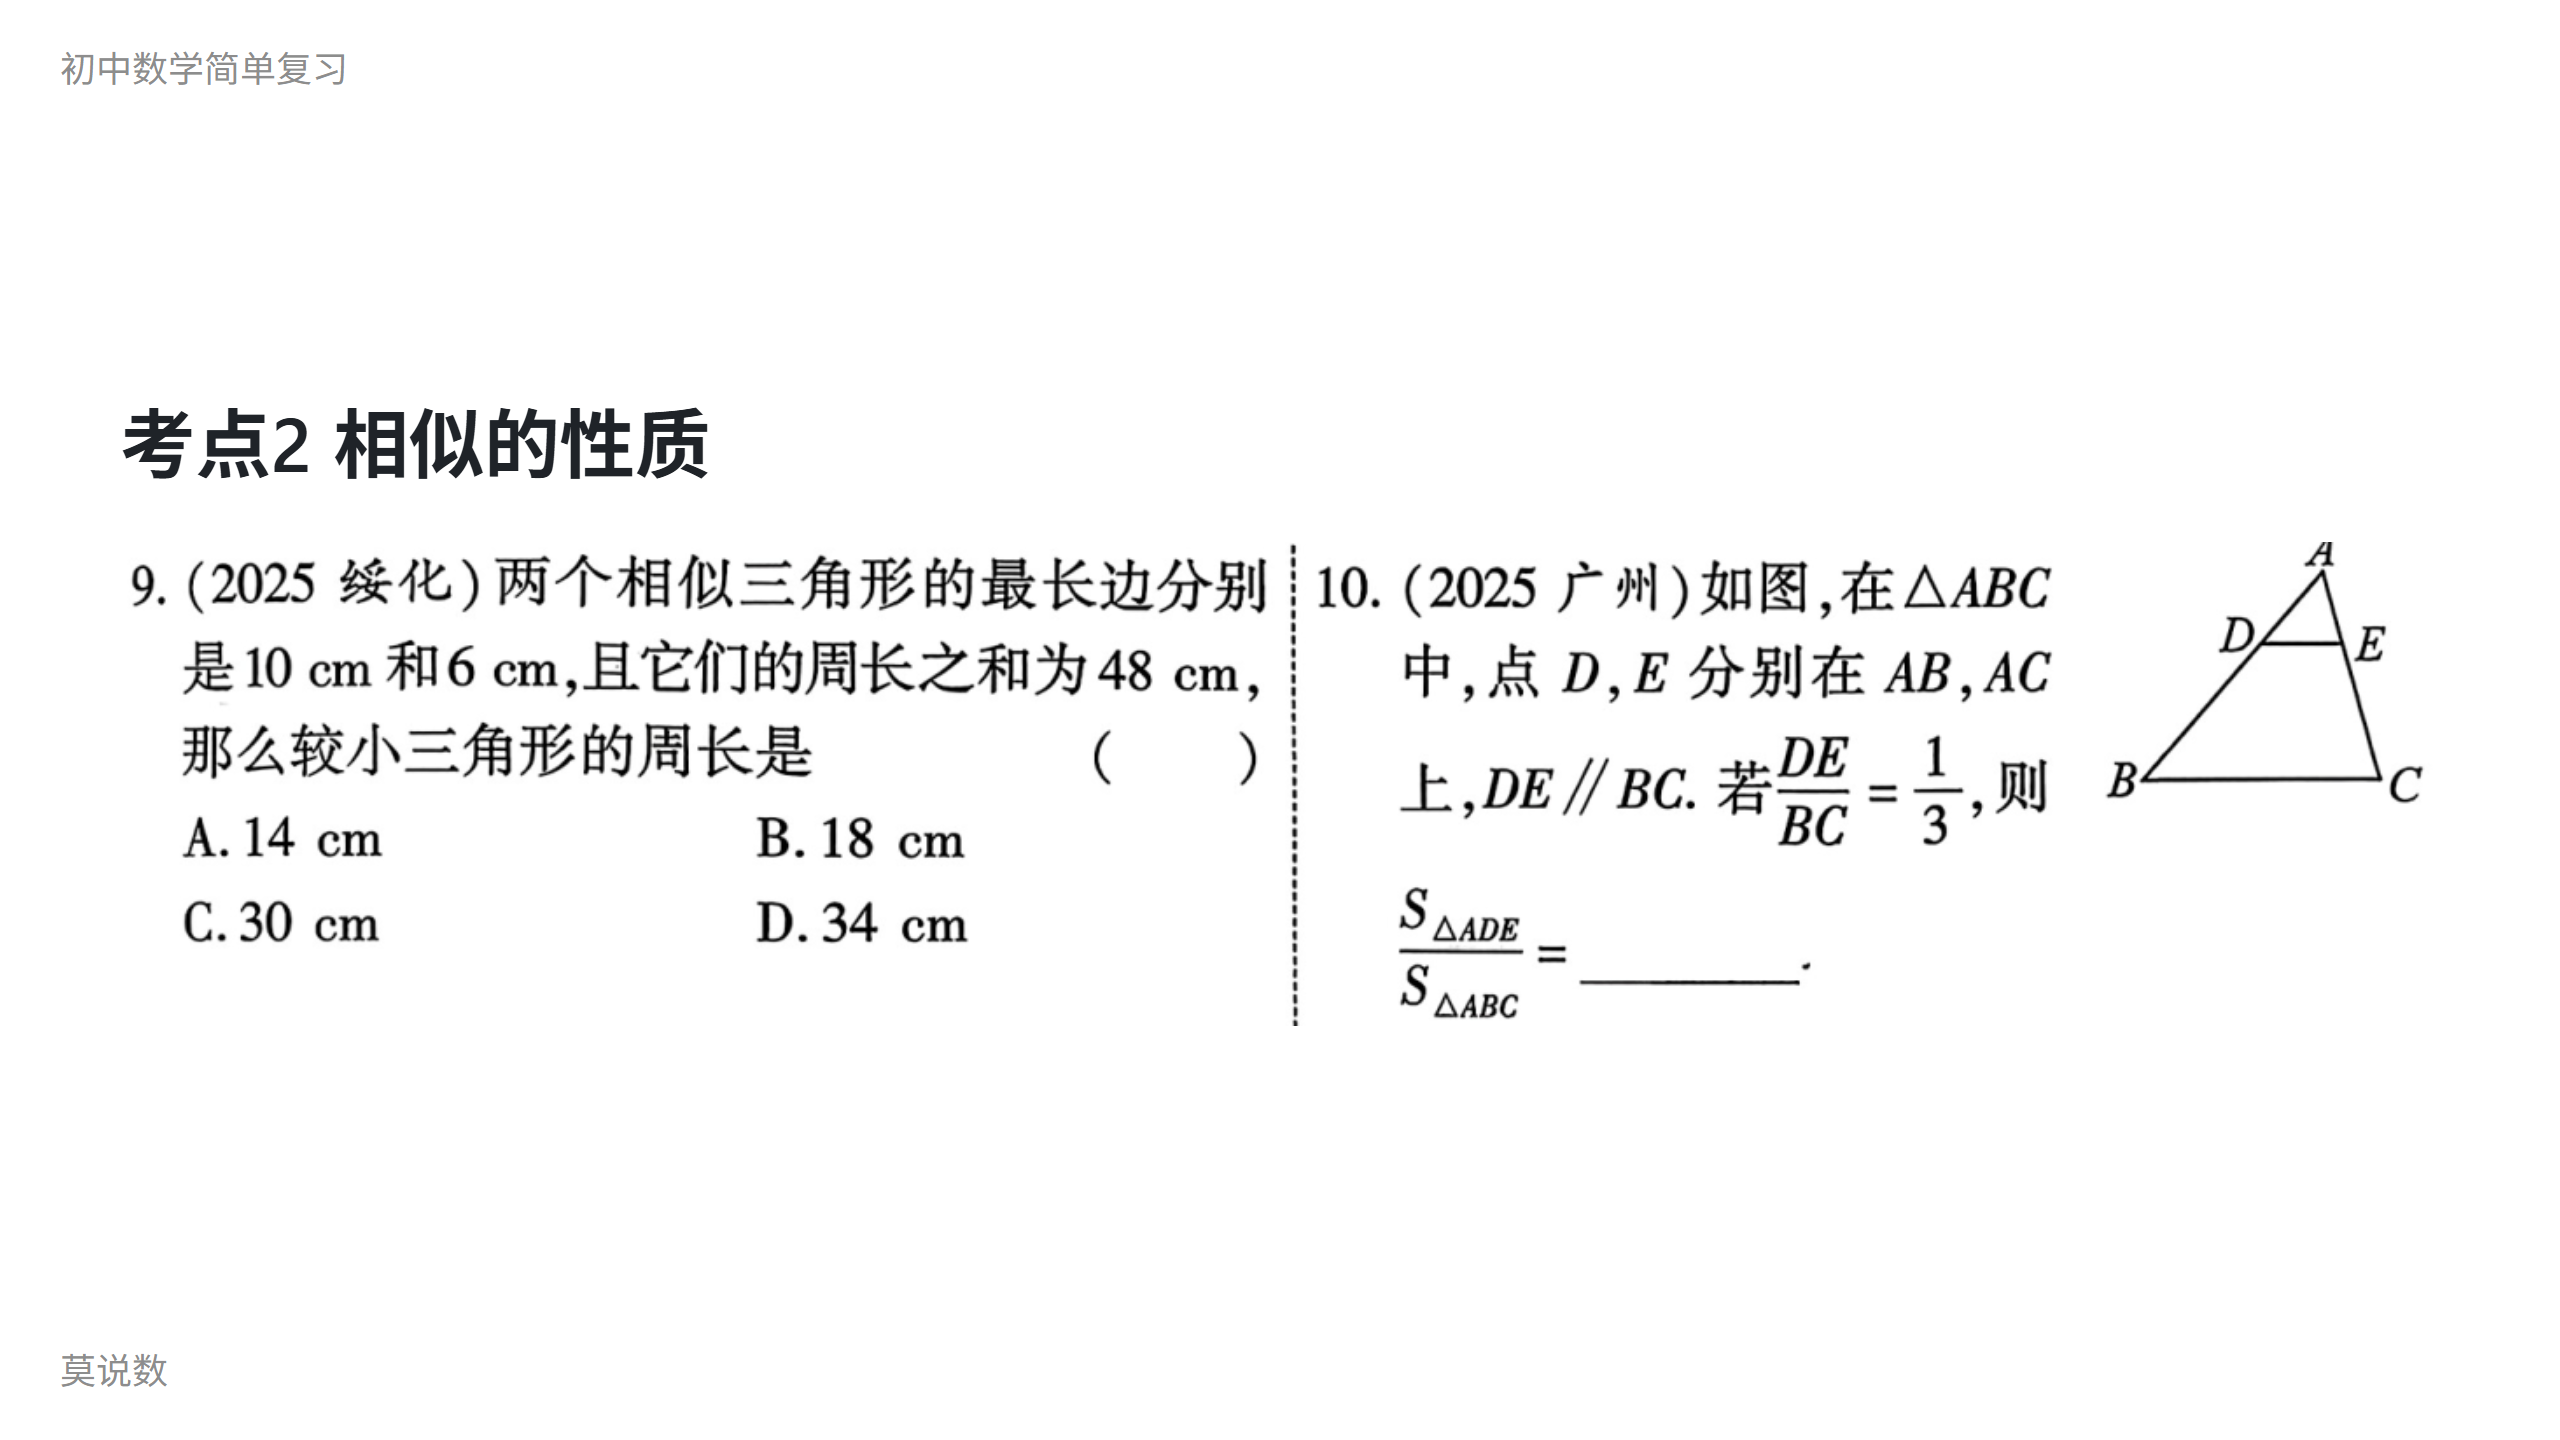 初中数学简单复习
考点2 相似的性质
9. (2025 绥化)两个相似三角形的最长边分别
是10 cm 和6 cm,且它们的周长之和为48 cm,
那么较小三角形的周长是 ( )
A. 14 cm B. 18 cm
C. 30 cm D. 34 cm
10. (2025 广州)如图,在△ABC
中,点 D,E 分别在 AB,AC
上,DE∥BC. 若DE/BC = 1/3,则
S△ADE/S△ABC = ________.
A
D E
B C
莫说数